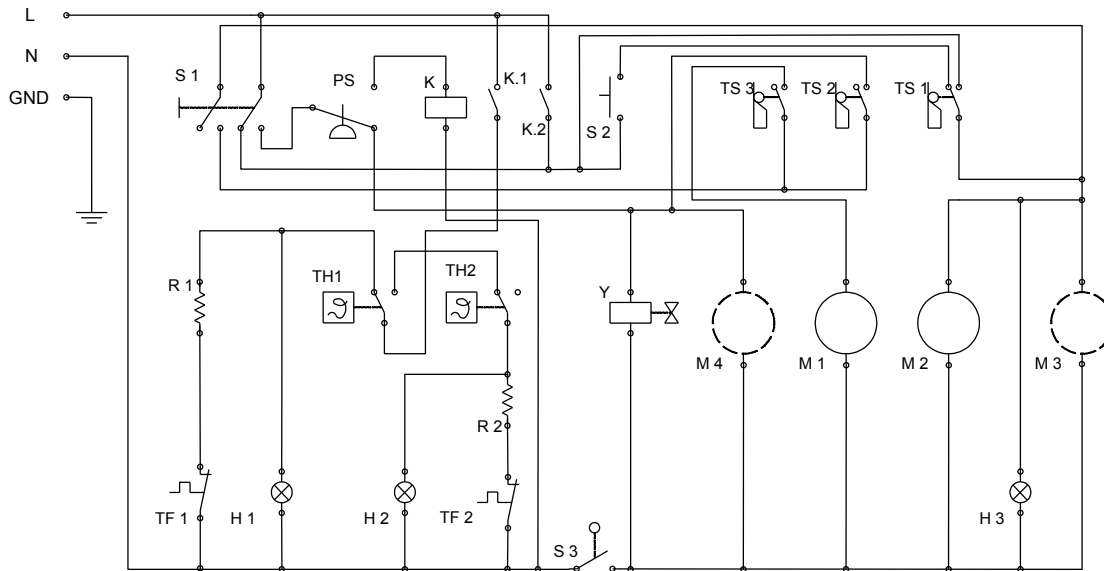 L
N
GND
S 1
PS
K
K.1
K.2
S 2
TS 3
TS 2
TS 1
R 1
TH1
TH2
Y
M 4
M 1
M 2
M 3
R 2
TF 1
H 1
H 2
TF 2
S 3
H 3